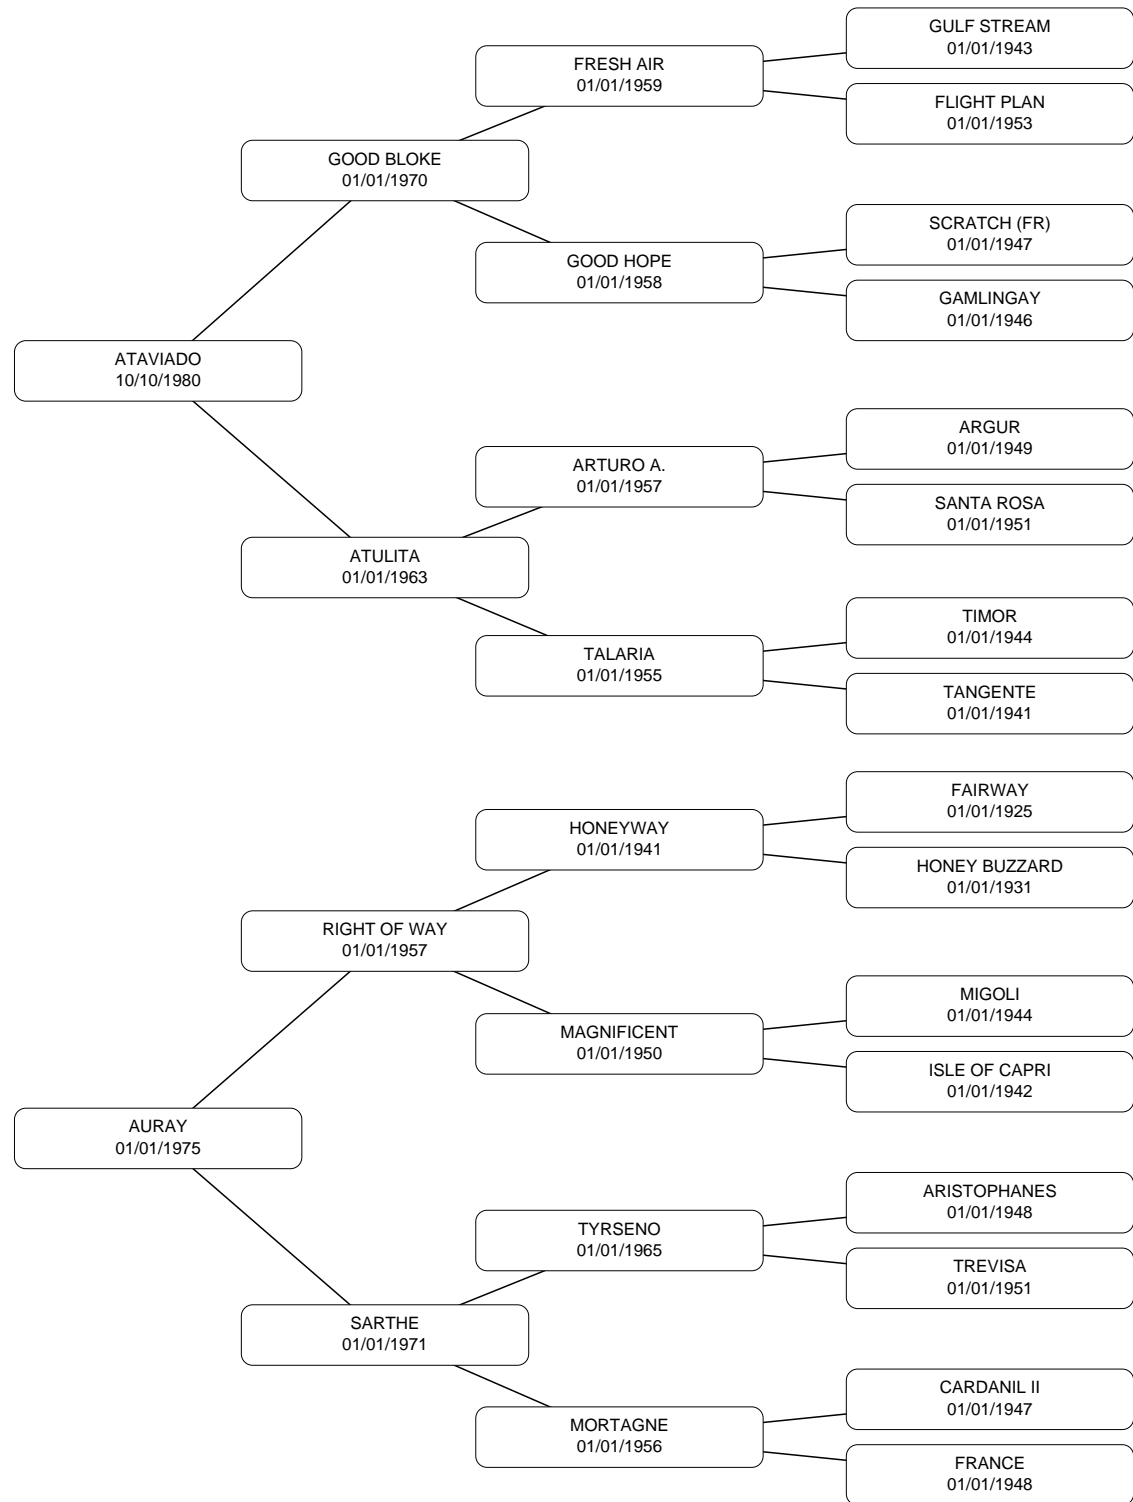 GULF STREAM
01/01/1943
FRESH AIR
01/01/1959
FLIGHT PLAN
01/01/1953
GOOD BLOKE
01/01/1970
SCRATCH (FR)
01/01/1947
GOOD HOPE
01/01/1958
GAMLINGAY
01/01/1946
ATAVIADO
10/10/1980
ARGUR
01/01/1949
ARTURO A.
01/01/1957
SANTA ROSA
01/01/1951
ATULITA
01/01/1963
TIMOR
01/01/1944
TALARIA
01/01/1955
TANGENTE
01/01/1941
FAIRWAY
01/01/1925
HONEYWAY
01/01/1941
HONEY BUZZARD
01/01/1931
RIGHT OF WAY
01/01/1957
MIGOLI
01/01/1944
MAGNIFICENT
01/01/1950
ISLE OF CAPRI
01/01/1942
AURAY
01/01/1975
ARISTOPHANES
01/01/1948
TYRSENO
01/01/1965
TREVISA
01/01/1951
SARTHE
01/01/1971
CARDANIL II
01/01/1947
MORTAGNE
01/01/1956
FRANCE
01/01/1948